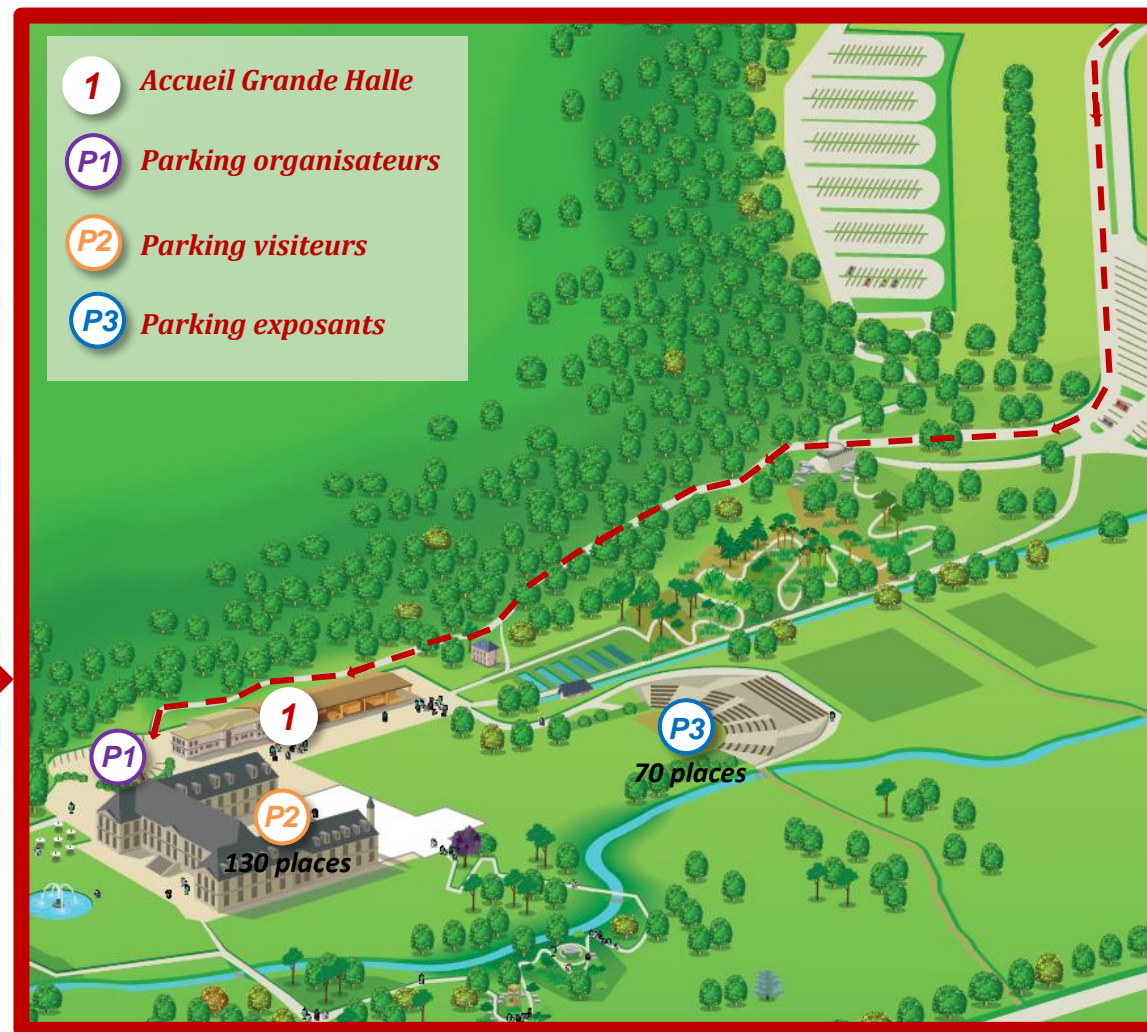 1 Accueil Grande Halle
P1 Parking organisateurs
P2 Parking visiteurs
P3 Parking exposants
1
P1
P3
70 places
P2
130 places